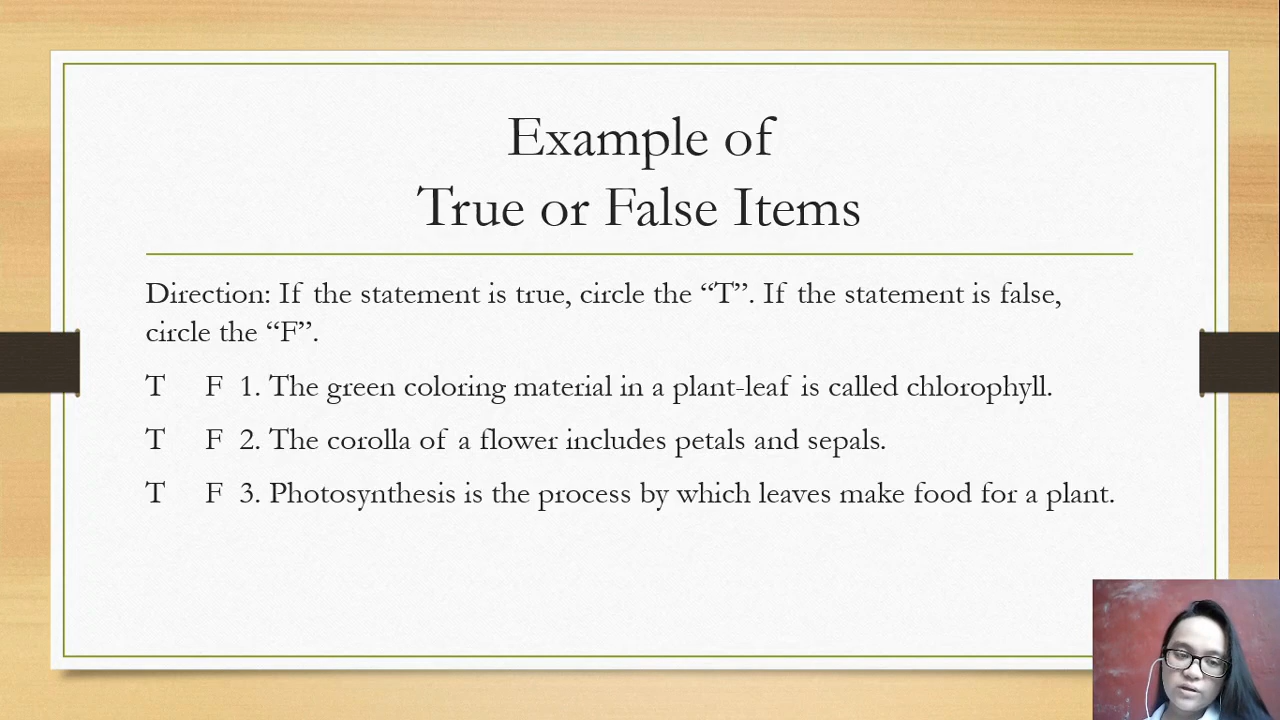 Example of
True or False Items
Direction: If the statement is true, circle the “T”. If the statement is false,
circle the “F”.
T F 1. The green coloring material in a plant-leaf is called chlorophyll.
T F 2. The corolla of a flower includes petals and sepals.
T F 3. Photosynthesis is the process by which leaves make food for a plant.